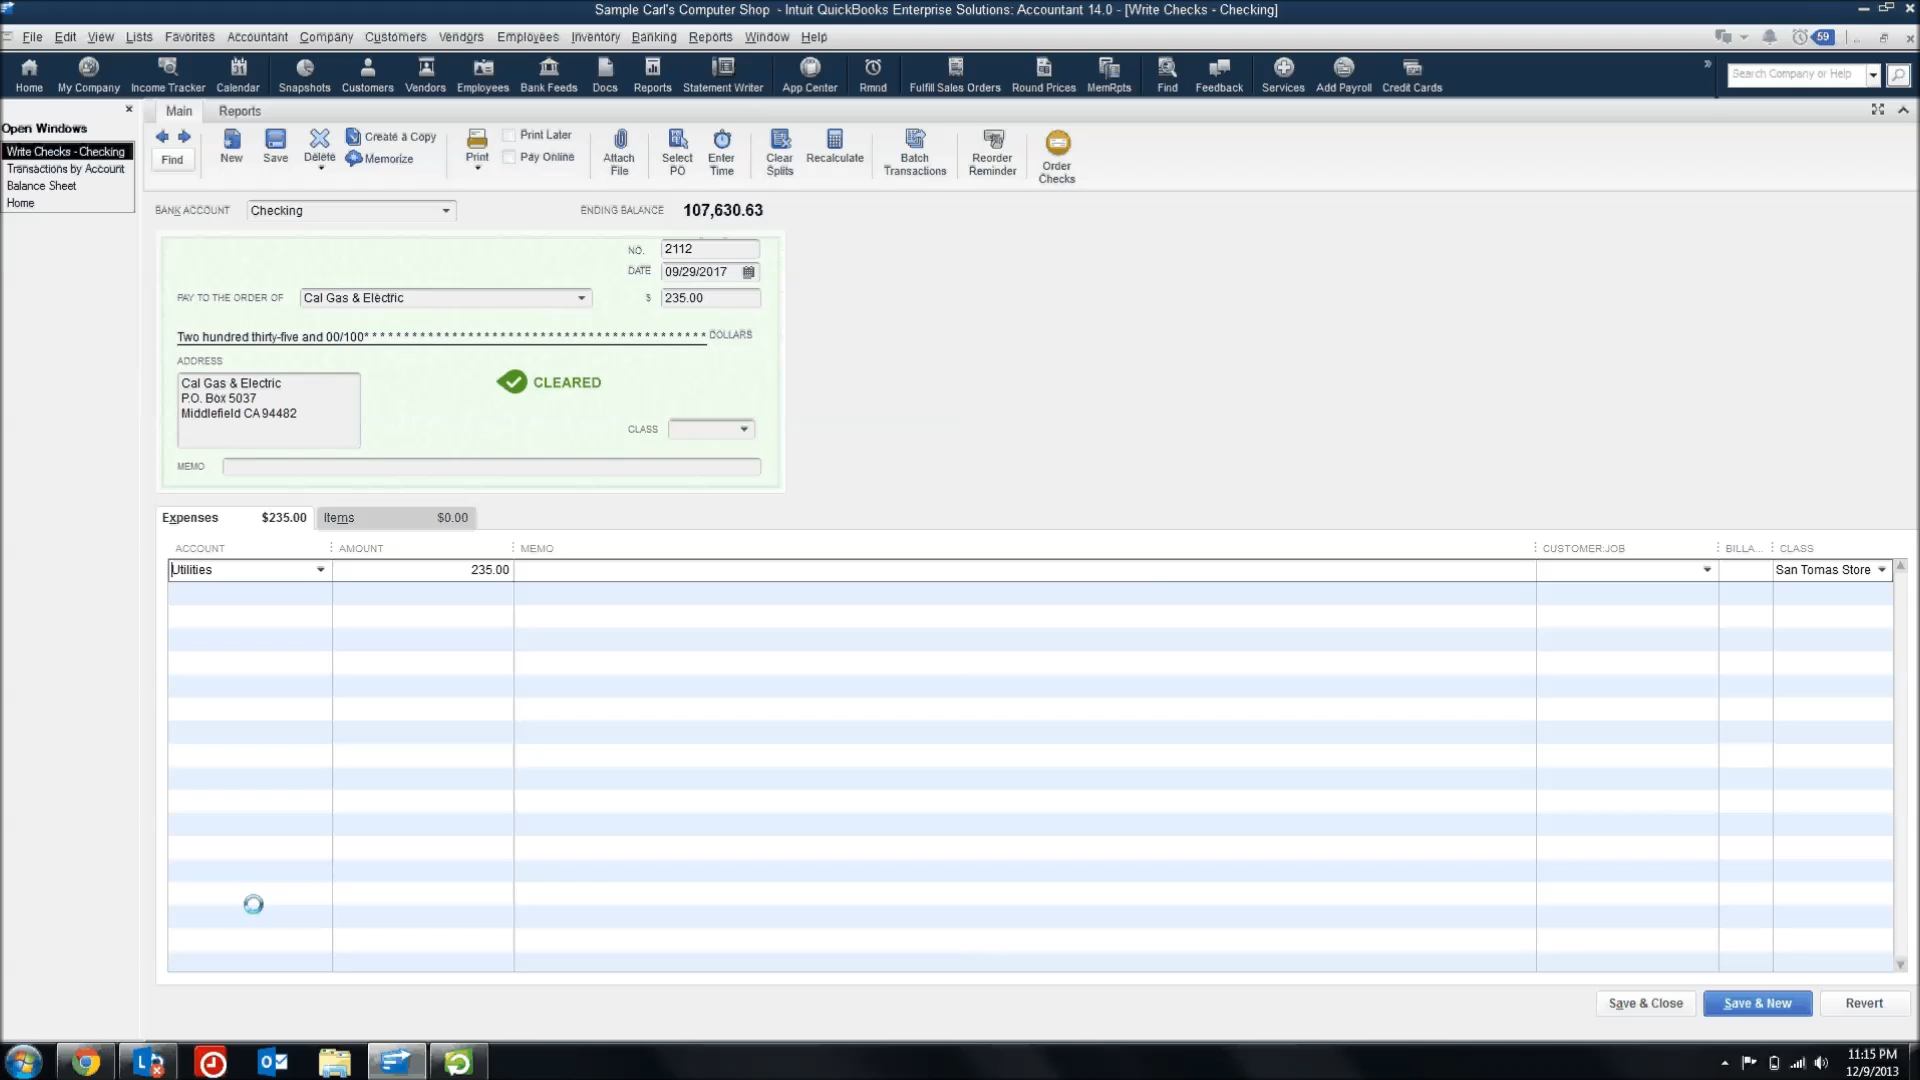 Sample Carl's Computer Shop - Intuit QuickBooks Enterprise Solutions: Accountant 14.0 - [Write Checks - Checking]
File Edit View Lists Favorites Accountant Company Customers Vendors Employees Inventory Banking Reports Window Help
59
Home My Company Income Tracker Calendar Snapshots Customers Vendors Employees Bank Feeds Docs Reports Statement Writer App Center Rmnd Fulfill Sales Orders Round Prices MemRpts Find Feedback Services Add Payroll Credit Cards
Search Company or Help
Open Windows
Write Checks - Checking
Transactions by Account
Balance Sheet
Home
Main Reports
Find
New
Save
Delete
Create a Copy
Memorize
Print
Print Later
Pay Online
Attach
File
Select
PO
Enter
Time
Clear
Splits
Recalculate
Batch
Transactions
Reorder
Reminder
Order
Checks
BANK ACCOUNT Checking ENDING BALANCE 107,630.63
NO. 2112
DATE 09/29/2017
PAY TO THE ORDER OF Cal Gas & Electric $ 235.00
Two hundred thirty-five and 00/100* * * * * * * * * * * * * * * * * * * * * * * * * * * * * * * * * * * * * * * * * * * DOLLARS
ADDRESS
Cal Gas & Electric
P.O. Box 5037
Middlefield CA 94482
CLEARED
CLASS
MEMO
Expenses $235.00 Items $0.00
ACCOUNT AMOUNT MEMO CUSTOMER:JOB BILLA... CLASS
Utilities 235.00 San Tomas Store
Save & Close Save & New Revert
11:15 PM
12/9/2013